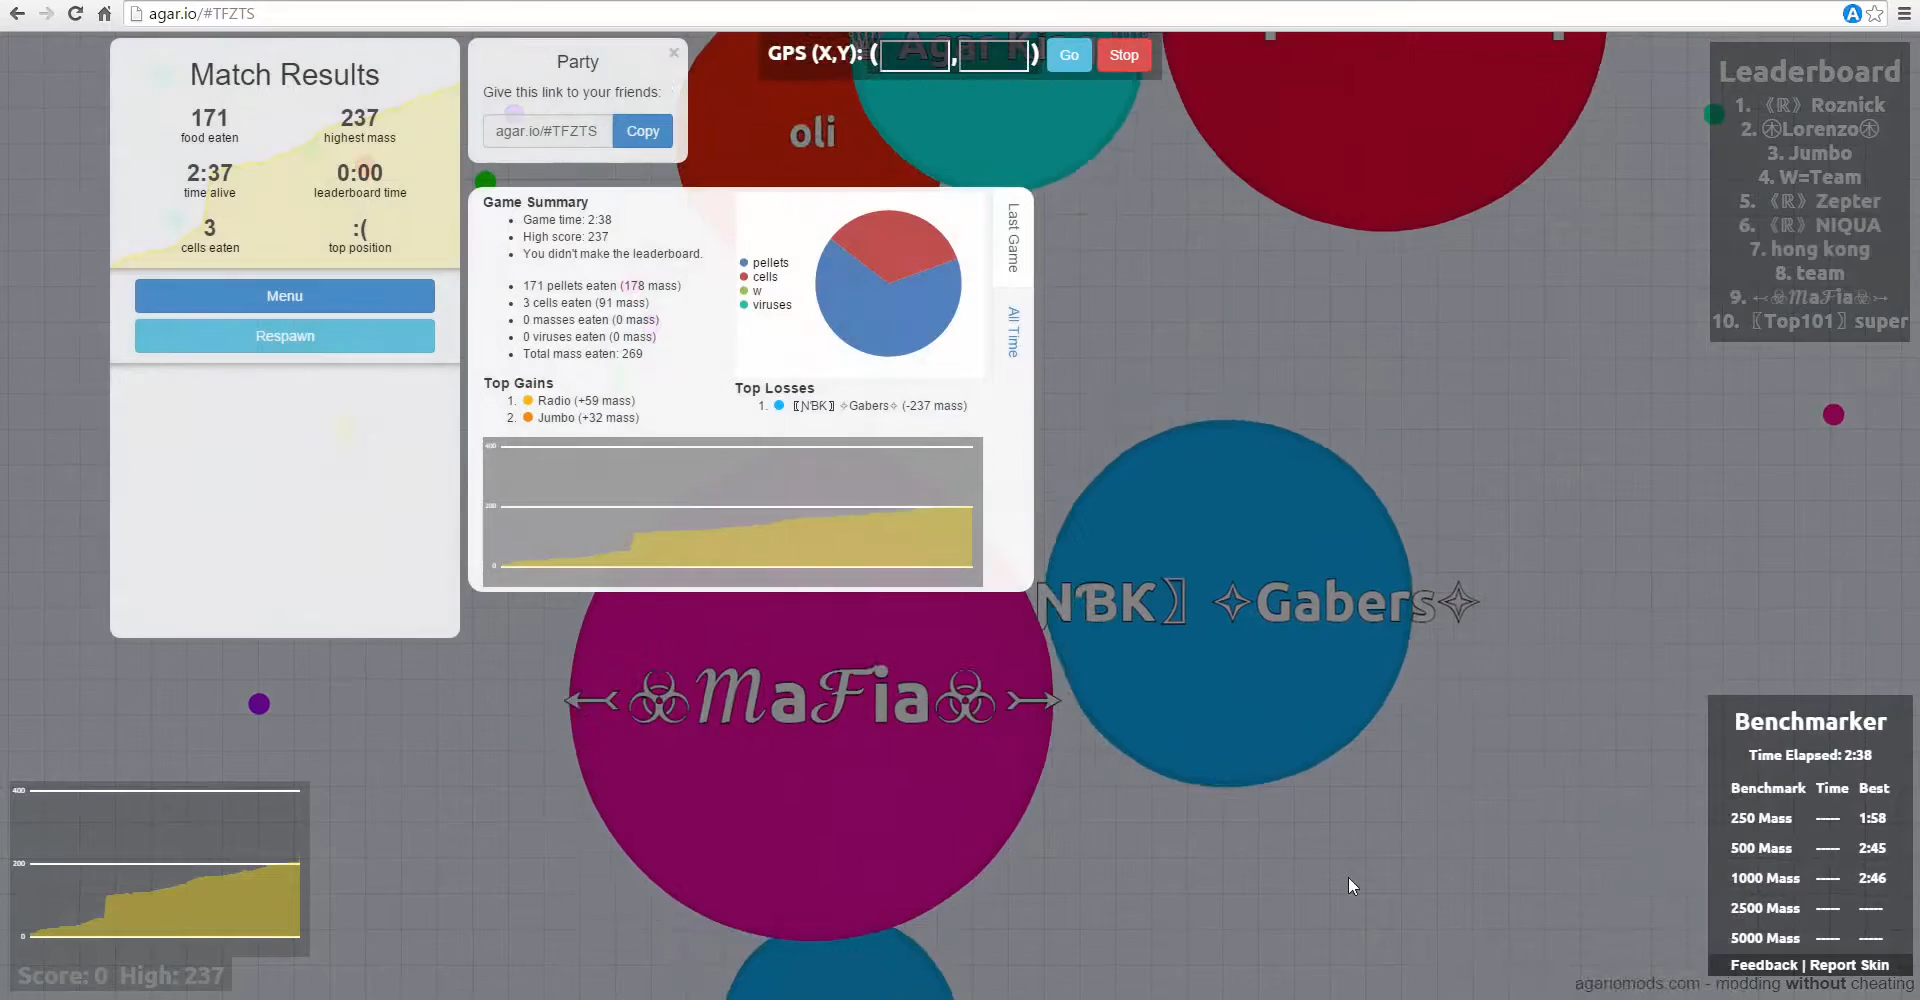 agar.io/#TFZTS
Match Results
171
food eaten
237
highest mass
2:37
time alive
0:00
leaderboard time
3
cells eaten
:(
top position
Menu
Respawn
Party
×
Give this link to your friends:
agar.io/#TFZTS
Copy
GPS (X,Y): ( , )
Go
Stop
oli
Game Summary
• Game time: 2:38
• High score: 237
• You didn't make the leaderboard.
• 171 pellets eaten (178 mass)
• 3 cells eaten (91 mass)
• 0 masses eaten (0 mass)
• 0 viruses eaten (0 mass)
• Total mass eaten: 269
pellets
cells
w
viruses
Last Game
All Time
Top Gains
1. Radio (+59 mass)
2. Jumbo (+32 mass)
Top Losses
1. 〖ƝƁK〗 ✧Gabers✧ (-237 mass)
400
200
0
Leaderboard
1. 《ℝ》 Roznick
2. ㊍Lorenzo㊍
3. Jumbo
4. W=Team
5. 《ℝ》 Zepter
6. 《ℝ》 NIQUA
7. hong kong
8. team
9. ←☣ℳaℱia☣→
10. 〖Top101〗super
ƝƁK〗 ✧Gabers✧
←☣ℳaℱia☣→
400
200
0
Score: 0 High: 237
Benchmarker
Time Elapsed: 2:38
Benchmark Time Best
250 Mass ----- 1:58
500 Mass ----- 2:45
1000 Mass ----- 2:46
2500 Mass ----- -----
5000 Mass ----- -----
Feedback | Report Skin
agariomods.com - modding without cheating